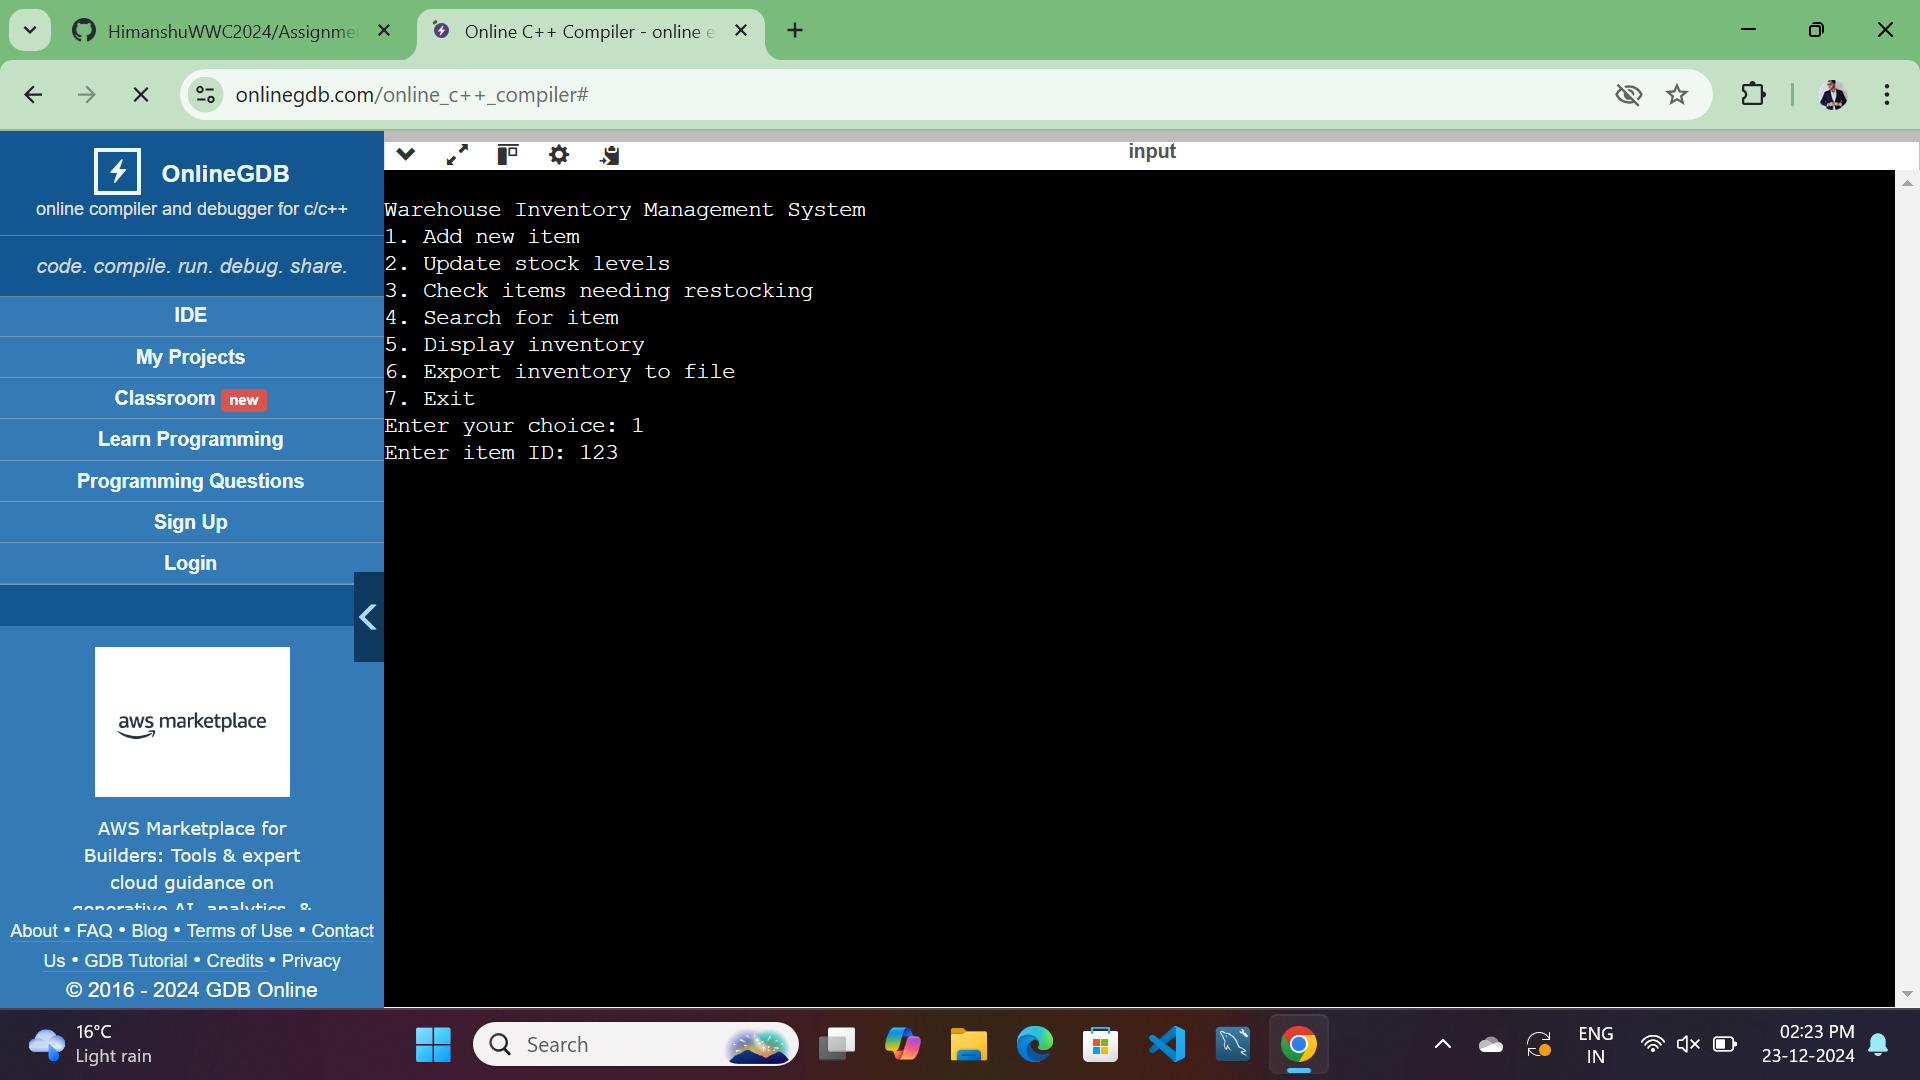 HimanshuWWC2024/Assignme
Online C++ Compiler - online e
onlinegdb.com/online_c++_compiler#
OnlineGDB
online compiler and debugger for c/c++
code. compile. run. debug. share.
IDE
My Projects
Classroom new
Learn Programming
Programming Questions
Sign Up
Login
aws marketplace
AWS Marketplace for
Builders: Tools & expert
cloud guidance on
generative AI, analytics, &
About • FAQ • Blog • Terms of Use • Contact
Us • GDB Tutorial • Credits • Privacy
© 2016 - 2024 GDB Online
input
Warehouse Inventory Management System
1. Add new item
2. Update stock levels
3. Check items needing restocking
4. Search for item
5. Display inventory
6. Export inventory to file
7. Exit
Enter your choice: 1
Enter item ID: 123
16°C
Light rain
Search
ENG
IN
02:23 PM
23-12-2024